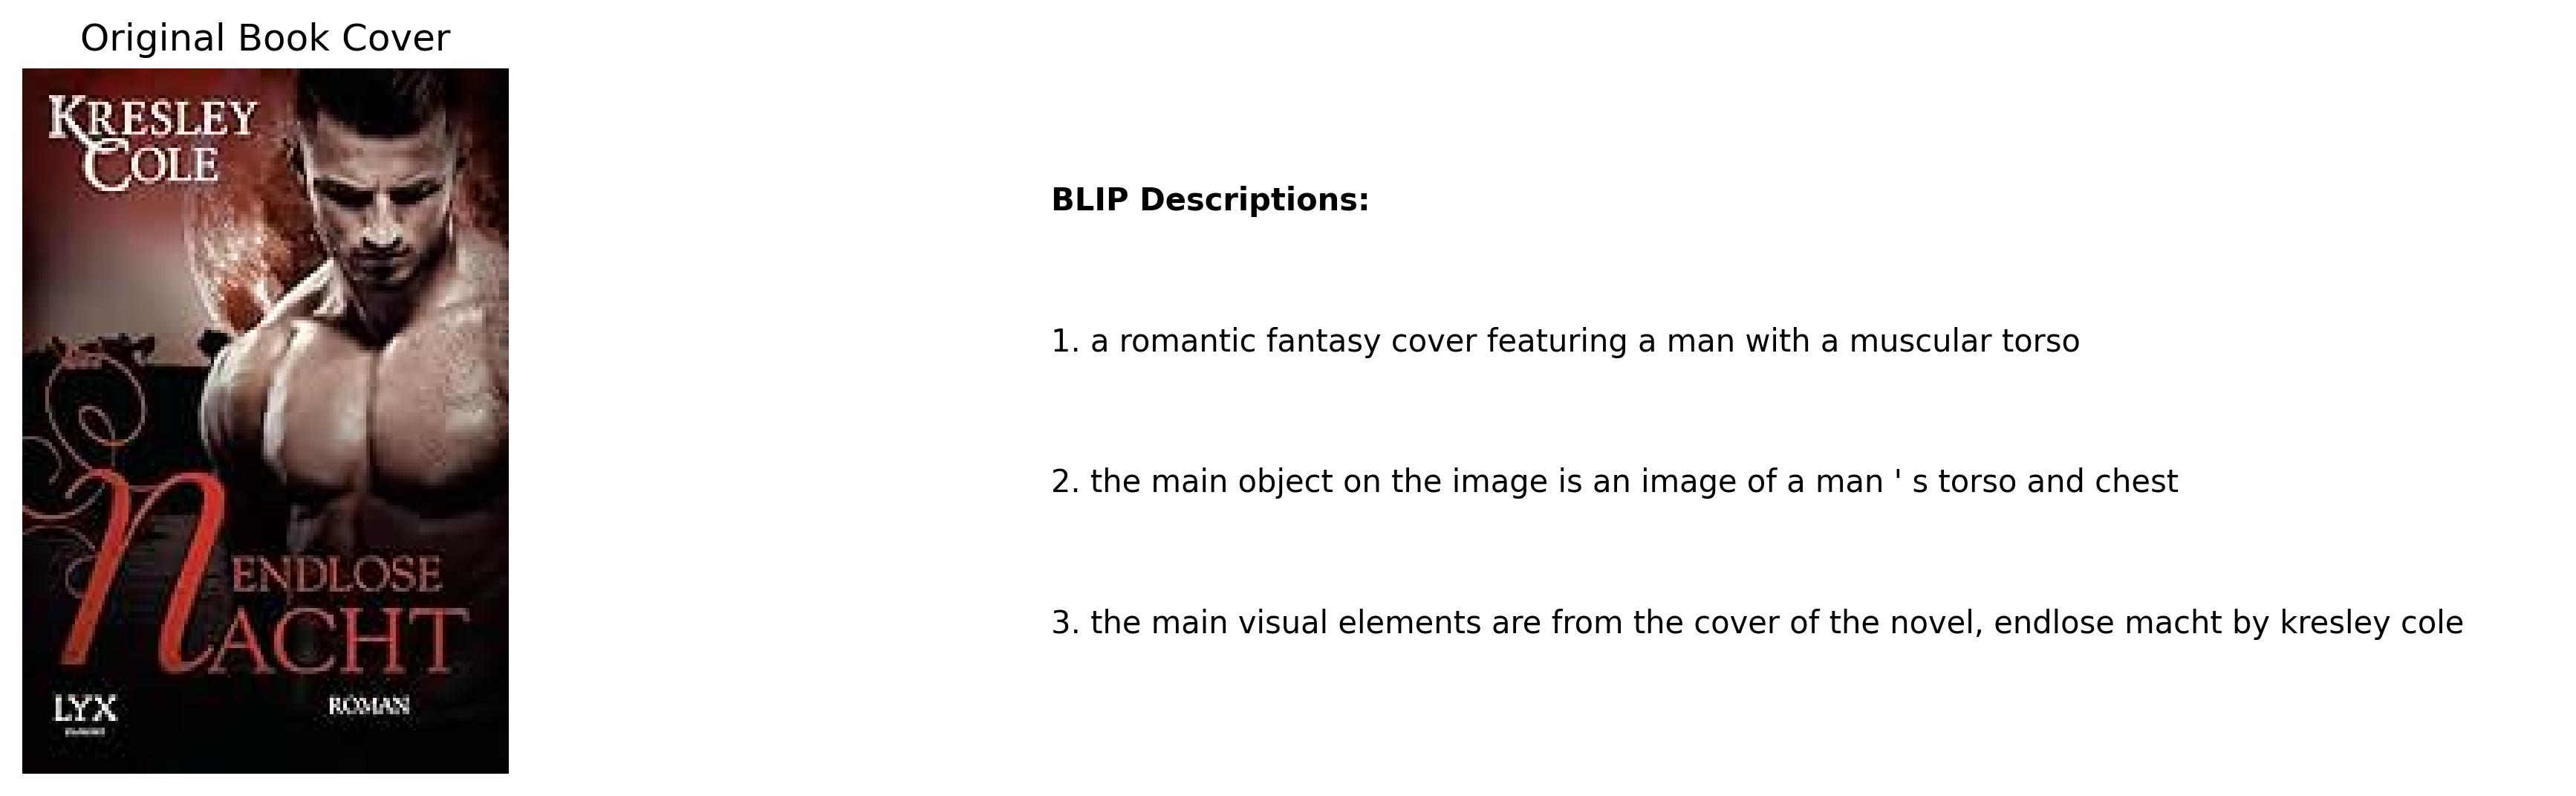 Original Book Cover
KRESLEY
COLE
ENDLOSE
NACHT
LYX
ROMAN
BLIP Descriptions:
1. a romantic fantasy cover featuring a man with a muscular torso
2. the main object on the image is an image of a man ' s torso and chest
3. the main visual elements are from the cover of the novel, endlose macht by kresley cole